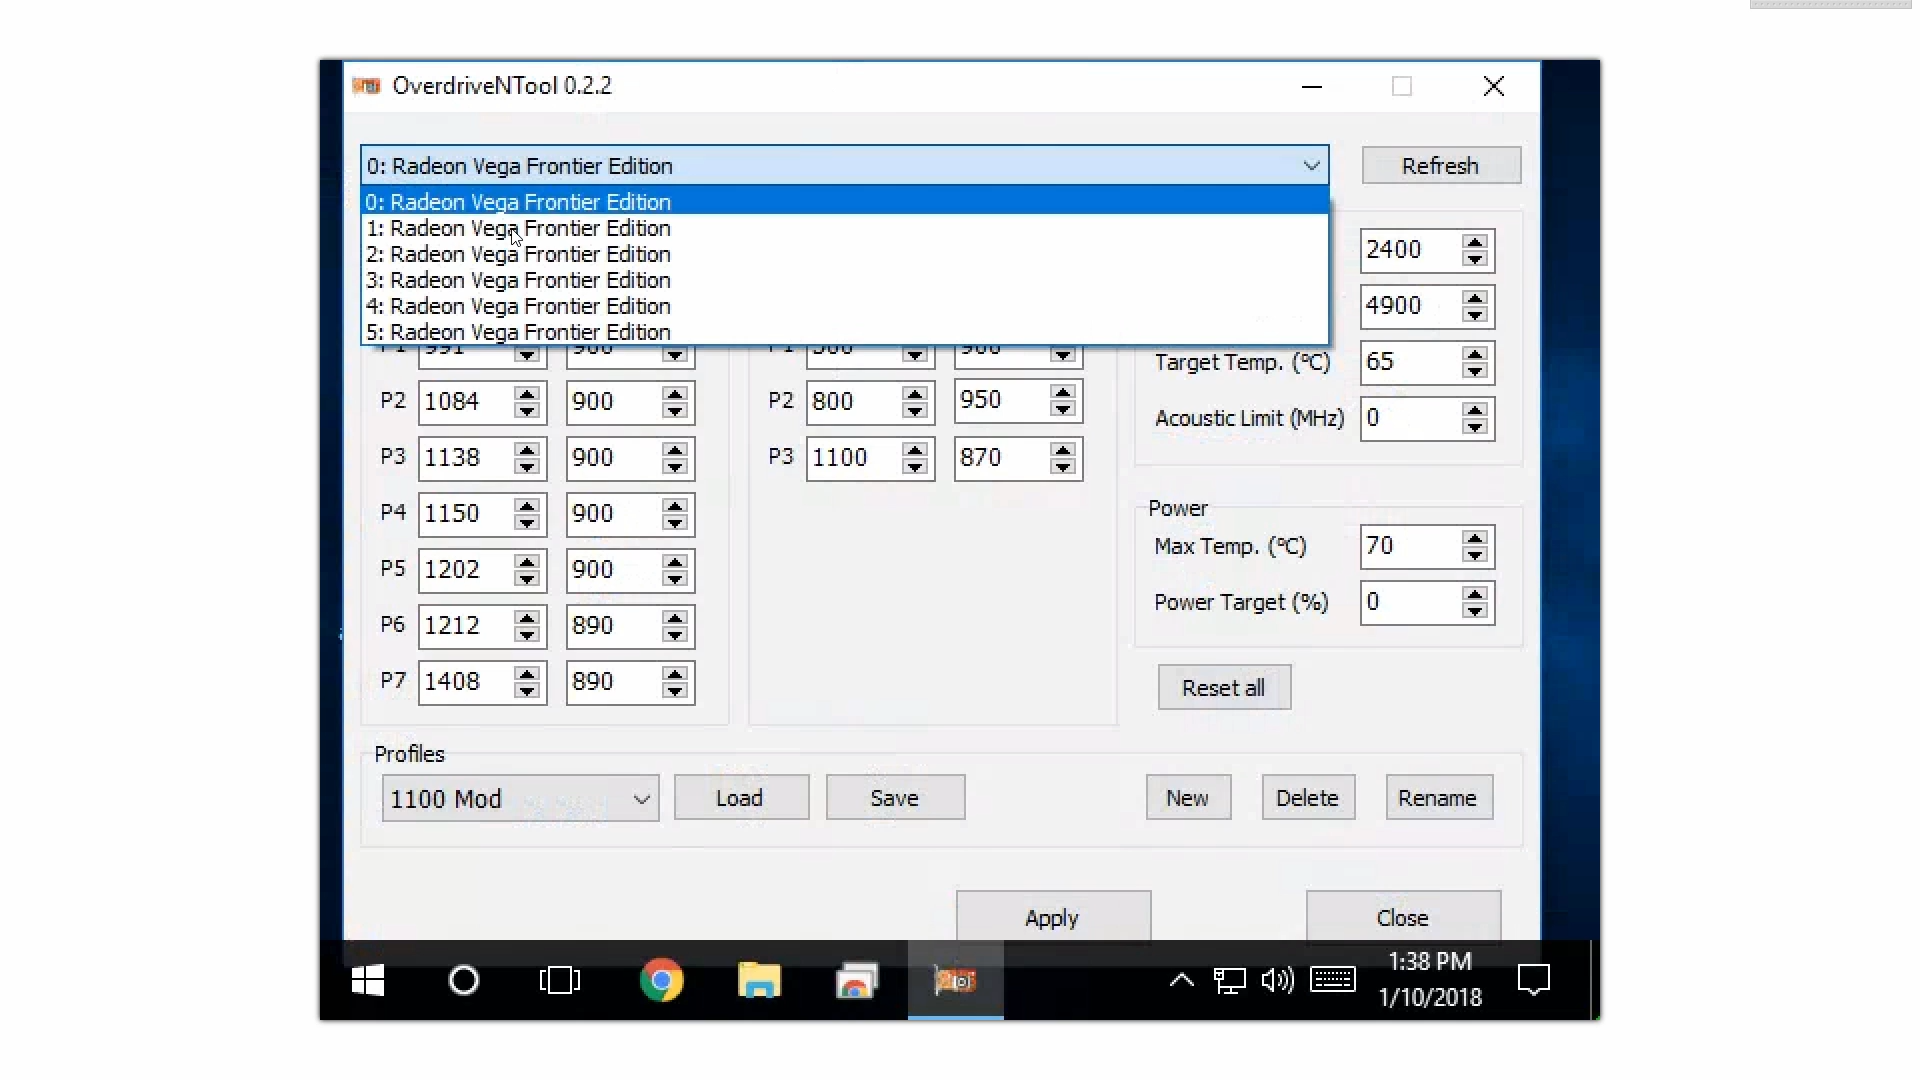 OverdriveNTool 0.2.2
0: Radeon Vega Frontier Edition
Refresh
0: Radeon Vega Frontier Edition
1: Radeon Vega Frontier Edition
2: Radeon Vega Frontier Edition
3: Radeon Vega Frontier Edition
4: Radeon Vega Frontier Edition
5: Radeon Vega Frontier Edition
2400
4900
Target Temp. (°C) 65
Acoustic Limit (MHz) 0
P2 1084 900 P2 800 950
P3 1138 900 P3 1100 870
P4 1150 900
P5 1202 900
P6 1212 890
P7 1408 890
Power
Max Temp. (°C) 70
Power Target (%) 0
Reset all
Profiles
1100 Mod Load Save New Delete Rename
Apply Close
1:38 PM
1/10/2018